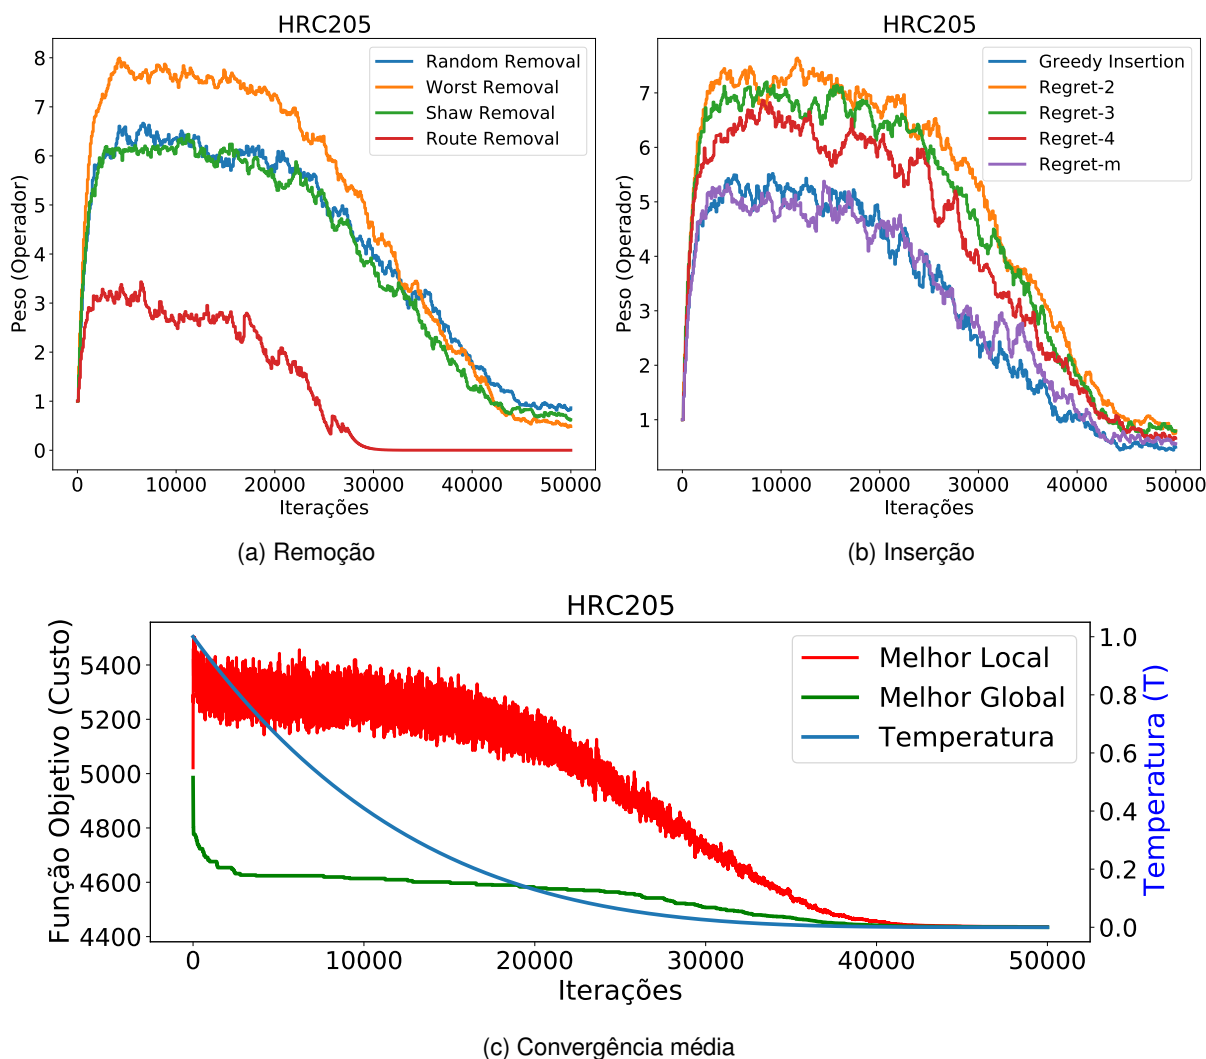 HRC205
8
7
6
5
4
3
2
1
0
Peso (Operador)
Random Removal
Worst Removal
Shaw Removal
Route Removal
0 10000 20000 30000 40000 50000
Iterações
(a) Remoção
HRC205
7
6
5
4
3
2
1
Peso (Operador)
Greedy Insertion
Regret-2
Regret-3
Regret-4
Regret-m
0 10000 20000 30000 40000 50000
Iterações
(b) Inserção
HRC205
Função Objetivo (Custo)
5400
5200
5000
4800
4600
4400
Melhor Local
Melhor Global
Temperatura
1.0
0.8
0.6
0.4
0.2
0.0
Temperatura (T)
0 10000 20000 30000 40000 50000
Iterações
(c) Convergência média